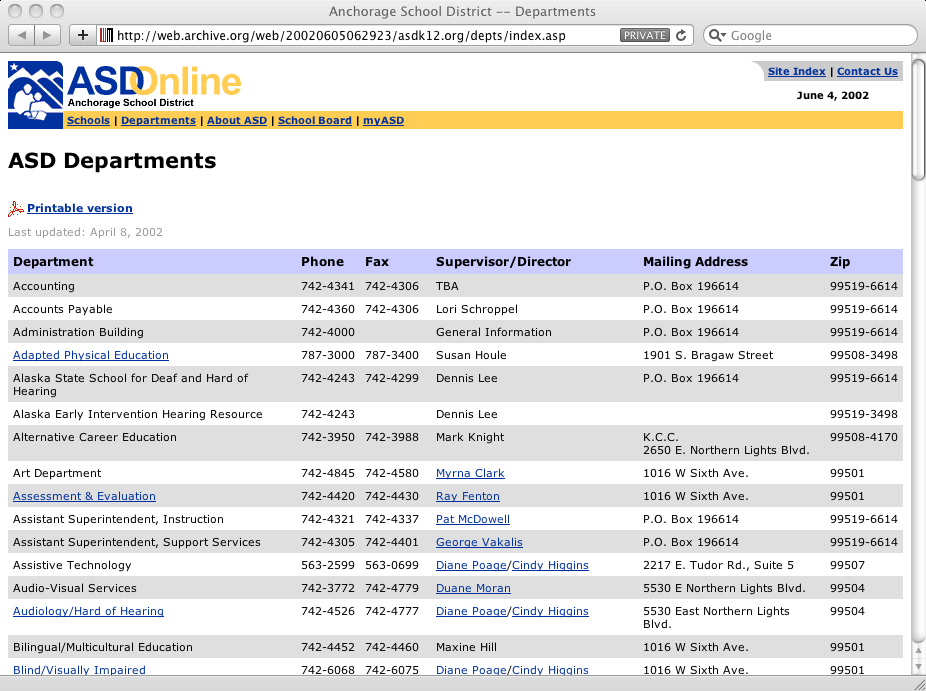 Anchorage School District -- Departments
http://web.archive.org/web/20020605062923/asdk12.org/depts/index.asp PRIVATE Google
ASDOnline
Anchorage School District
Site Index | Contact Us
June 4, 2002
Schools | Departments | About ASD | School Board | myASD
ASD Departments
Printable version
Last updated: April 8, 2002
Department Phone Fax Supervisor/Director Mailing Address Zip
Accounting 742-4341 742-4306 TBA P.O. Box 196614 99519-6614
Accounts Payable 742-4360 742-4306 Lori Schroppel P.O. Box 196614 99519-6614
Administration Building 742-4000 General Information P.O. Box 196614 99519-6614
Adapted Physical Education 787-3000 787-3400 Susan Houle 1901 S. Bragaw Street 99508-3498
Alaska State School for Deaf and Hard of 742-4243 742-4299 Dennis Lee P.O. Box 196614 99519-6614
Hearing
Alaska Early Intervention Hearing Resource 742-4243 Dennis Lee 99519-3498
Alternative Career Education 742-3950 742-3988 Mark Knight K.C.C. 99508-4170
2650 E. Northern Lights Blvd.
Art Department 742-4845 742-4580 Myrna Clark 1016 W Sixth Ave. 99501
Assessment & Evaluation 742-4420 742-4430 Ray Fenton 1016 W Sixth Ave. 99501
Assistant Superintendent, Instruction 742-4321 742-4337 Pat McDowell P.O. Box 196614 99519-6614
Assistant Superintendent, Support Services 742-4305 742-4401 George Vakalis P.O. Box 196614 99519-6614
Assistive Technology 563-2599 563-0699 Diane Poage/Cindy Higgins 2217 E. Tudor Rd., Suite 5 99507
Audio-Visual Services 742-3772 742-4779 Duane Moran 5530 E Northern Lights Blvd. 99504
Audiology/Hard of Hearing 742-4526 742-4777 Diane Poage/Cindy Higgins 5530 East Northern Lights 99504
Blvd.
Bilingual/Multicultural Education 742-4452 742-4460 Maxine Hill 1016 W Sixth Ave. 99501
Blind/Visually Impaired 742-6068 742-6075 Diane Poage/Cindy Higgins 1016 W Sixth Ave. 99501